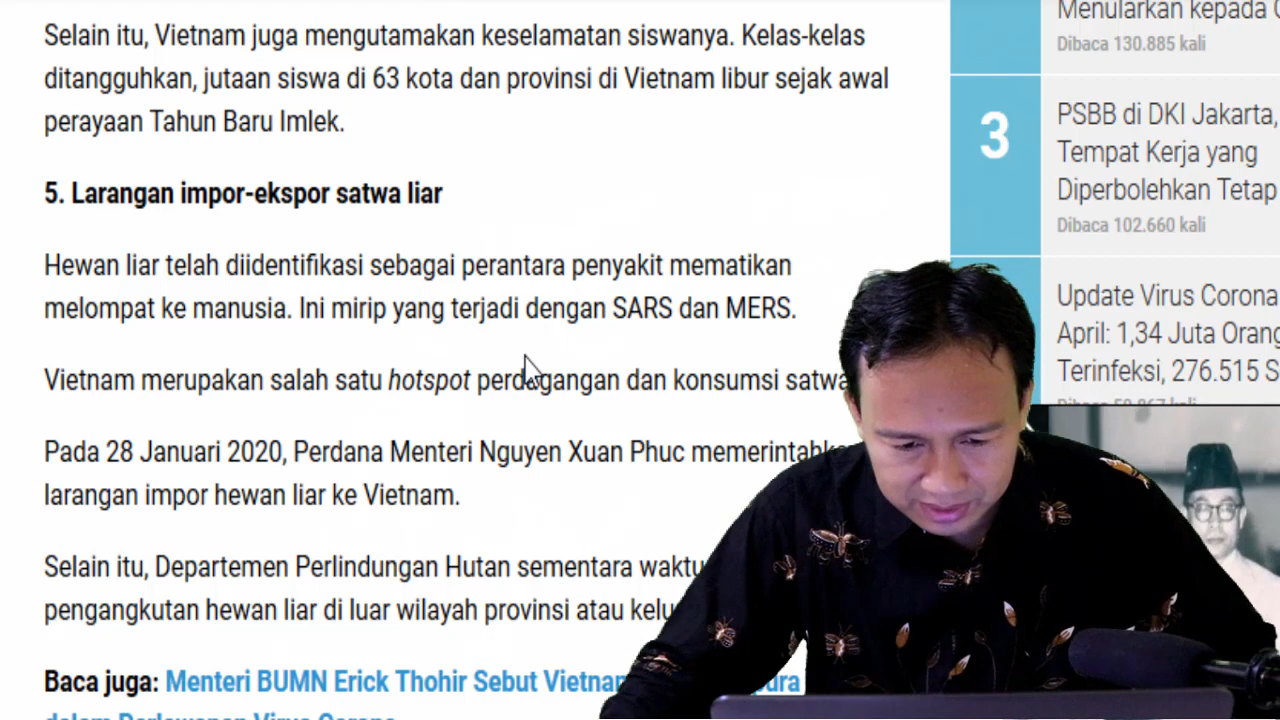 Selain itu, Vietnam juga mengutamakan keselamatan siswanya. Kelas-kelas
ditangguhkan, jutaan siswa di 63 kota dan provinsi di Vietnam libur sejak awal
perayaan Tahun Baru Imlek.
5. Larangan impor-ekspor satwa liar
Hewan liar telah diidentifikasi sebagai perantara penyakit mematikan
melompat ke manusia. Ini mirip yang terjadi dengan SARS dan MERS.
Vietnam merupakan salah satu hotspot perdagangan dan konsumsi satwa
Pada 28 Januari 2020, Perdana Menteri Nguyen Xuan Phuc
larangan impor hewan liar ke Vietnam.
Selain itu, Departemen Perlindungan Hutan sementara waktu
pengangkutan hewan liar di luar wilayah provinsi atau
Baca juga: Menteri BUMN Erick Thohir Sebut
dalam Perlawanan Virus Corona
Menularkan kepada
Dibaca 130.885 kali
3
PSBB di DKI Jakarta,
Tempat Kerja yang
Diperbolehkan Tetap
Dibaca 102.660 kali
Update Virus Corona
April: 1,34 Juta Orang
Terinfeksi, 276.515